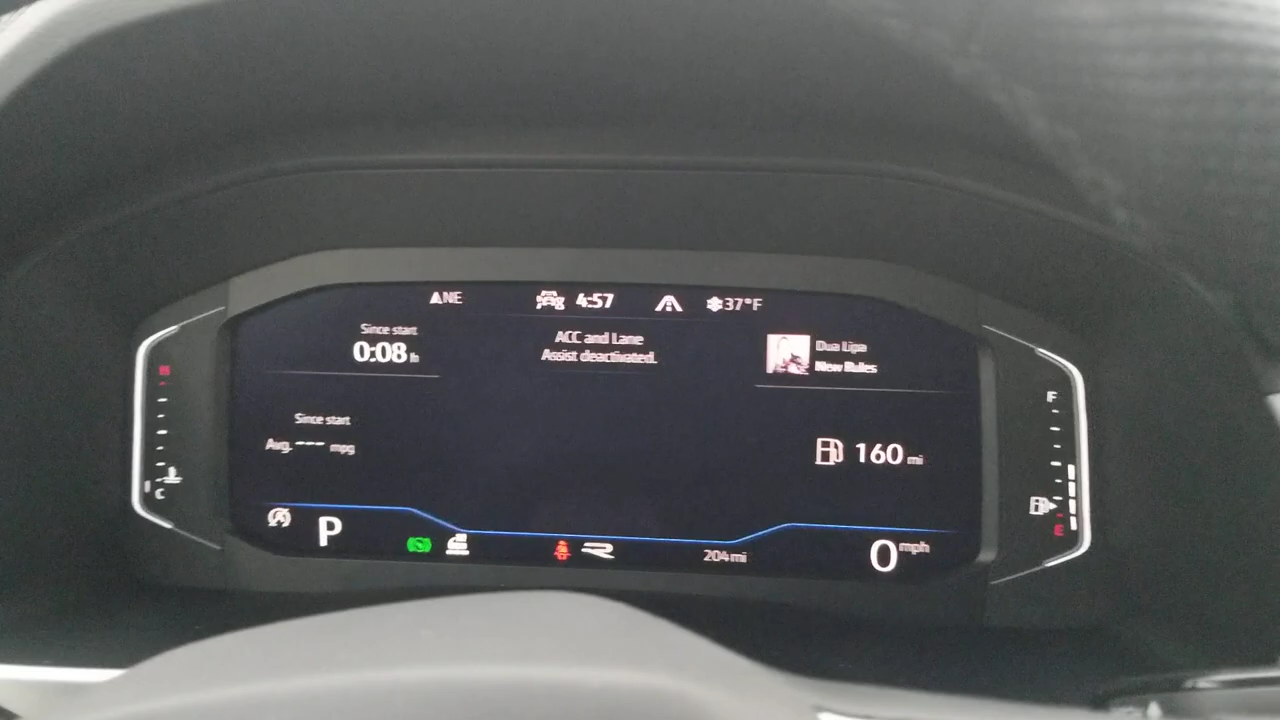 NE
4:57
37°F
Since start
0:08 h
ACC and Lane
Assist deactivated.
Dua Lipa
New Rules
H
C
Since start
Avg. --- mpg
160 mi
F
E
P
204 mi
0 mph